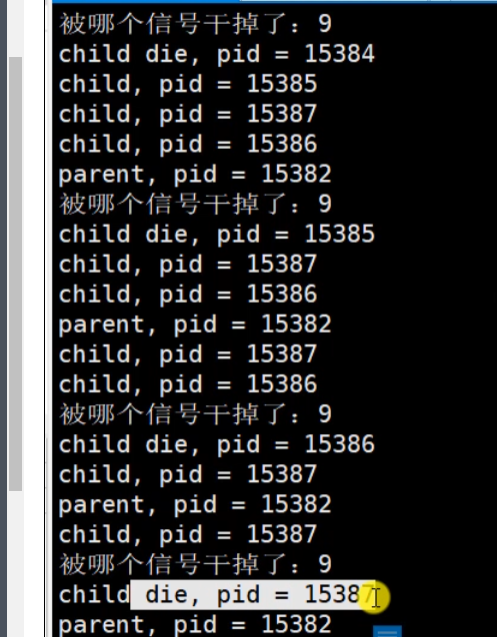 被哪个信号干掉了：9
child die, pid = 15384
child, pid = 15385
child, pid = 15387
child, pid = 15386
parent, pid = 15382
被哪个信号干掉了：9
child die, pid = 15385
child, pid = 15387
child, pid = 15386
parent, pid = 15382
child, pid = 15387
child, pid = 15386
被哪个信号干掉了：9
child die, pid = 15386
child, pid = 15387
parent, pid = 15382
child, pid = 15387
被哪个信号干掉了：9
child die, pid = 15387
parent, pid = 15382